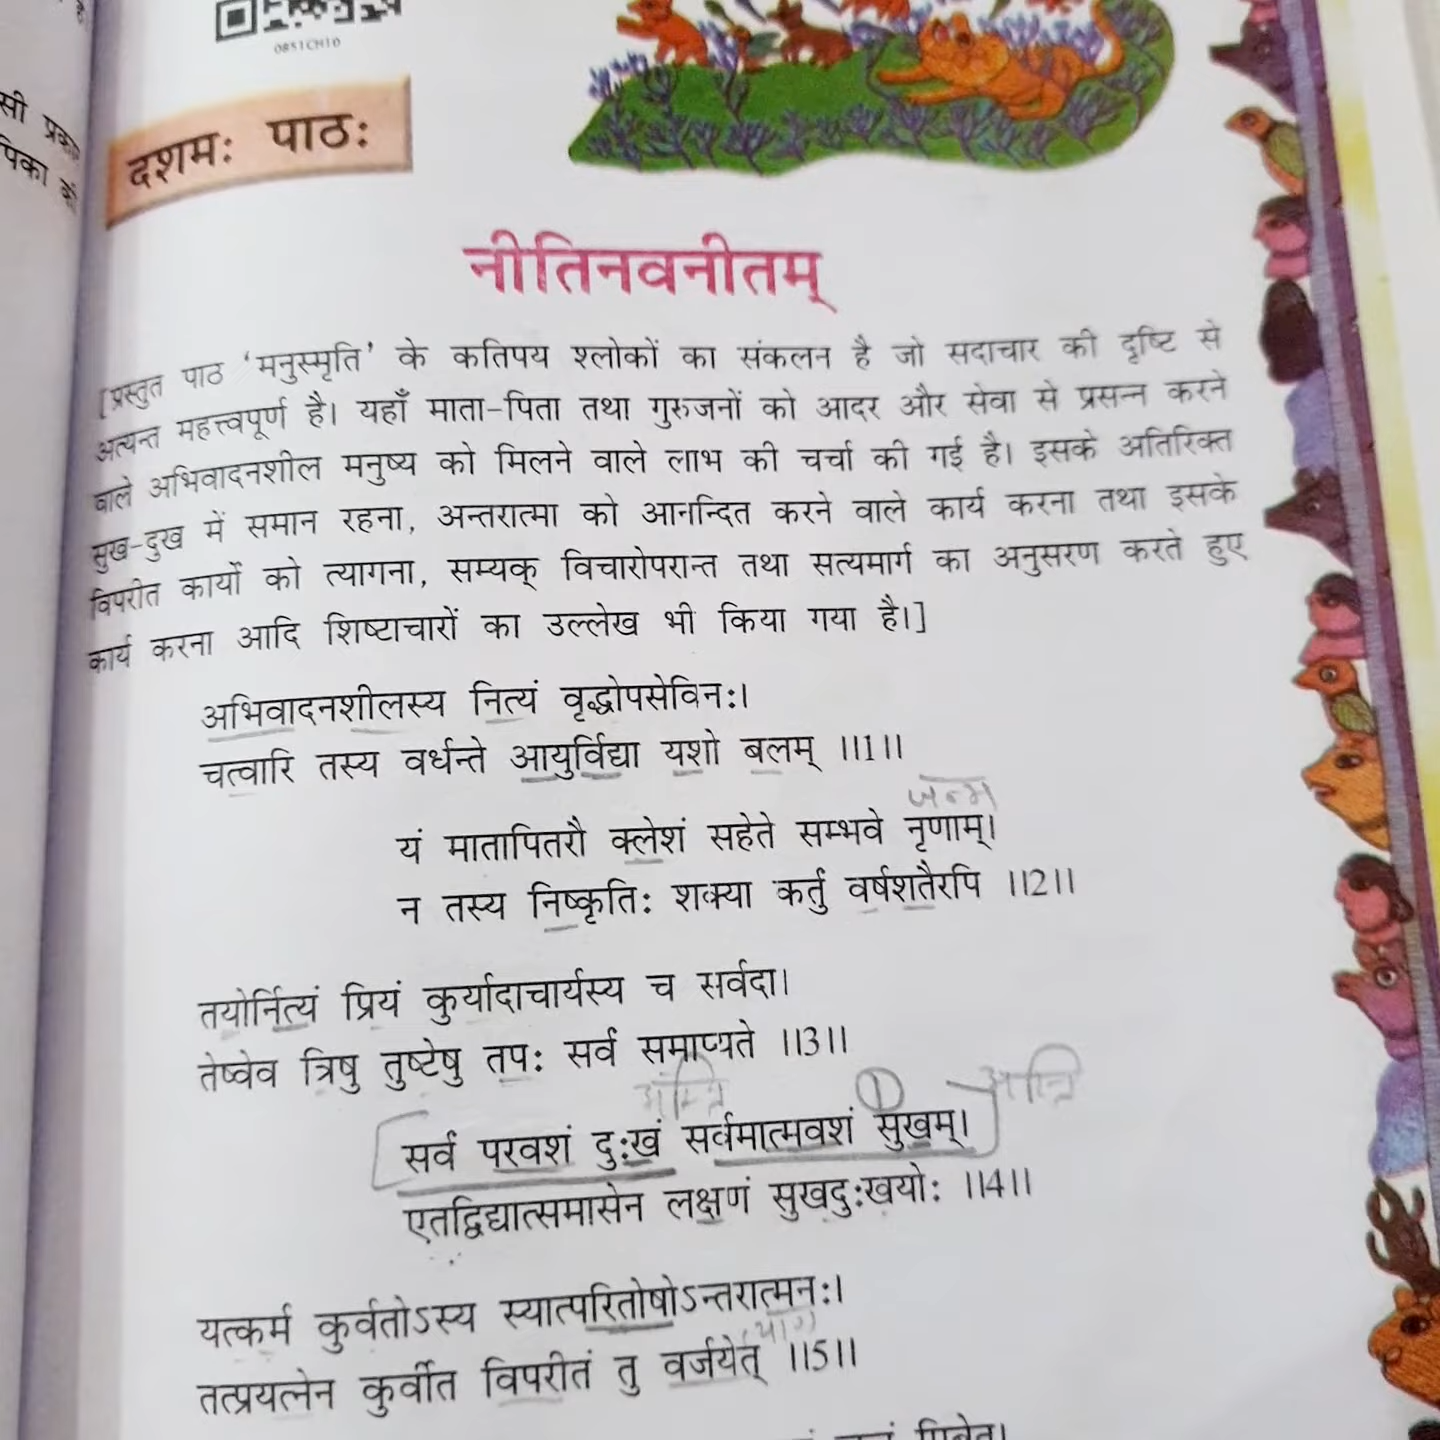 सी प्रकार
पिका की
0851CH10
दशमः पाठः
नीतिनवनीतम्
[प्रस्तुत पाठ ‘मनुस्मृति’ के कतिपय श्लोकों का संकलन है जो सदाचार की दृष्टि से
अत्यन्त महत्त्वपूर्ण है। यहाँ माता-पिता तथा गुरुजनों को आदर और सेवा से प्रसन्न करने
वाले अभिवादनशील मनुष्य को मिलने वाले लाभ की चर्चा की गई है। इसके अतिरिक्त
सुख-दुख में समान रहना, अन्तरात्मा को आनन्दित करने वाले कार्य करना तथा इसके
विपरीत कार्यों को त्यागना, सम्यक् विचारोपरान्त तथा सत्यमार्ग का अनुसरण करते हुए
कार्य करना आदि शिष्टाचारों का उल्लेख भी किया गया है।]
अभिवादनशीलस्य नित्यं वृद्धोपसेविनः।
चत्वारि तस्य वर्धन्ते आयुर्विद्या यशो बलम् ॥1॥
जन्म
यं मातापितरौ क्लेशं सहेते सम्भवे नृणाम्।
न तस्य निष्कृतिः शक्या कर्तुं वर्षशतैरपि ॥2॥
तयोर्नित्यं प्रियं कुर्यादाचार्यस्य च सर्वदा।
तेष्वेव त्रिषु तुष्टेषु तपः सर्वं समाप्यते ॥3॥
1
सर्वं परवशं दुःखं सर्वमात्मवशं सुखम्।
एतद्विद्यात्समासेन लक्षणं सुखदुःखयोः ॥4॥
यत्कर्म कुर्वतोऽस्य स्यात्परितोषोऽन्तरात्मनः।
तत्प्रयत्नेन कुर्वीत विपरीतं तु वर्जयेत् ॥5॥